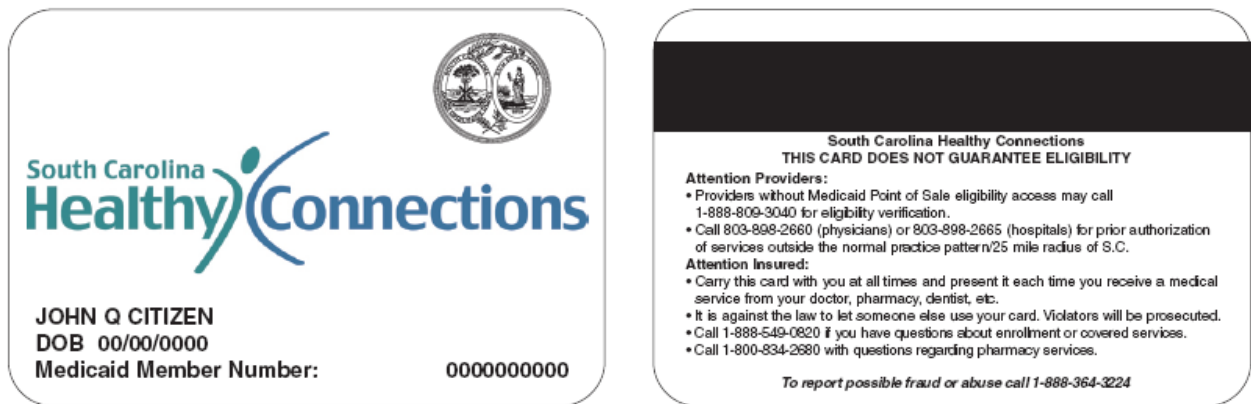 South Carolina
Healthy Connections
JOHN Q CITIZEN
DOB 00/00/0000
Medicaid Member Number: 0000000000
South Carolina Healthy Connections
THIS CARD DOES NOT GUARANTEE ELIGIBILITY
Attention Providers:
• Providers without Medicaid Point of Sale eligibility access may call
1-888-809-3040 for eligibility verification.
• Call 803-898-2660 (physicians) or 803-898-2665 (hospitals) for prior authorization
of services outside the normal practice pattern/25 mile radius of S.C.
Attention Insured:
• Carry this card with you at all times and present it each time you receive a medical
service from your doctor, pharmacy, dentist, etc.
• It is against the law to let someone else use your card. Violators will be prosecuted.
• Call 1-888-549-0820 if you have questions about enrollment or covered services.
• Call 1-800-834-2680 with questions regarding pharmacy services.
To report possible fraud or abuse call 1-888-364-3224